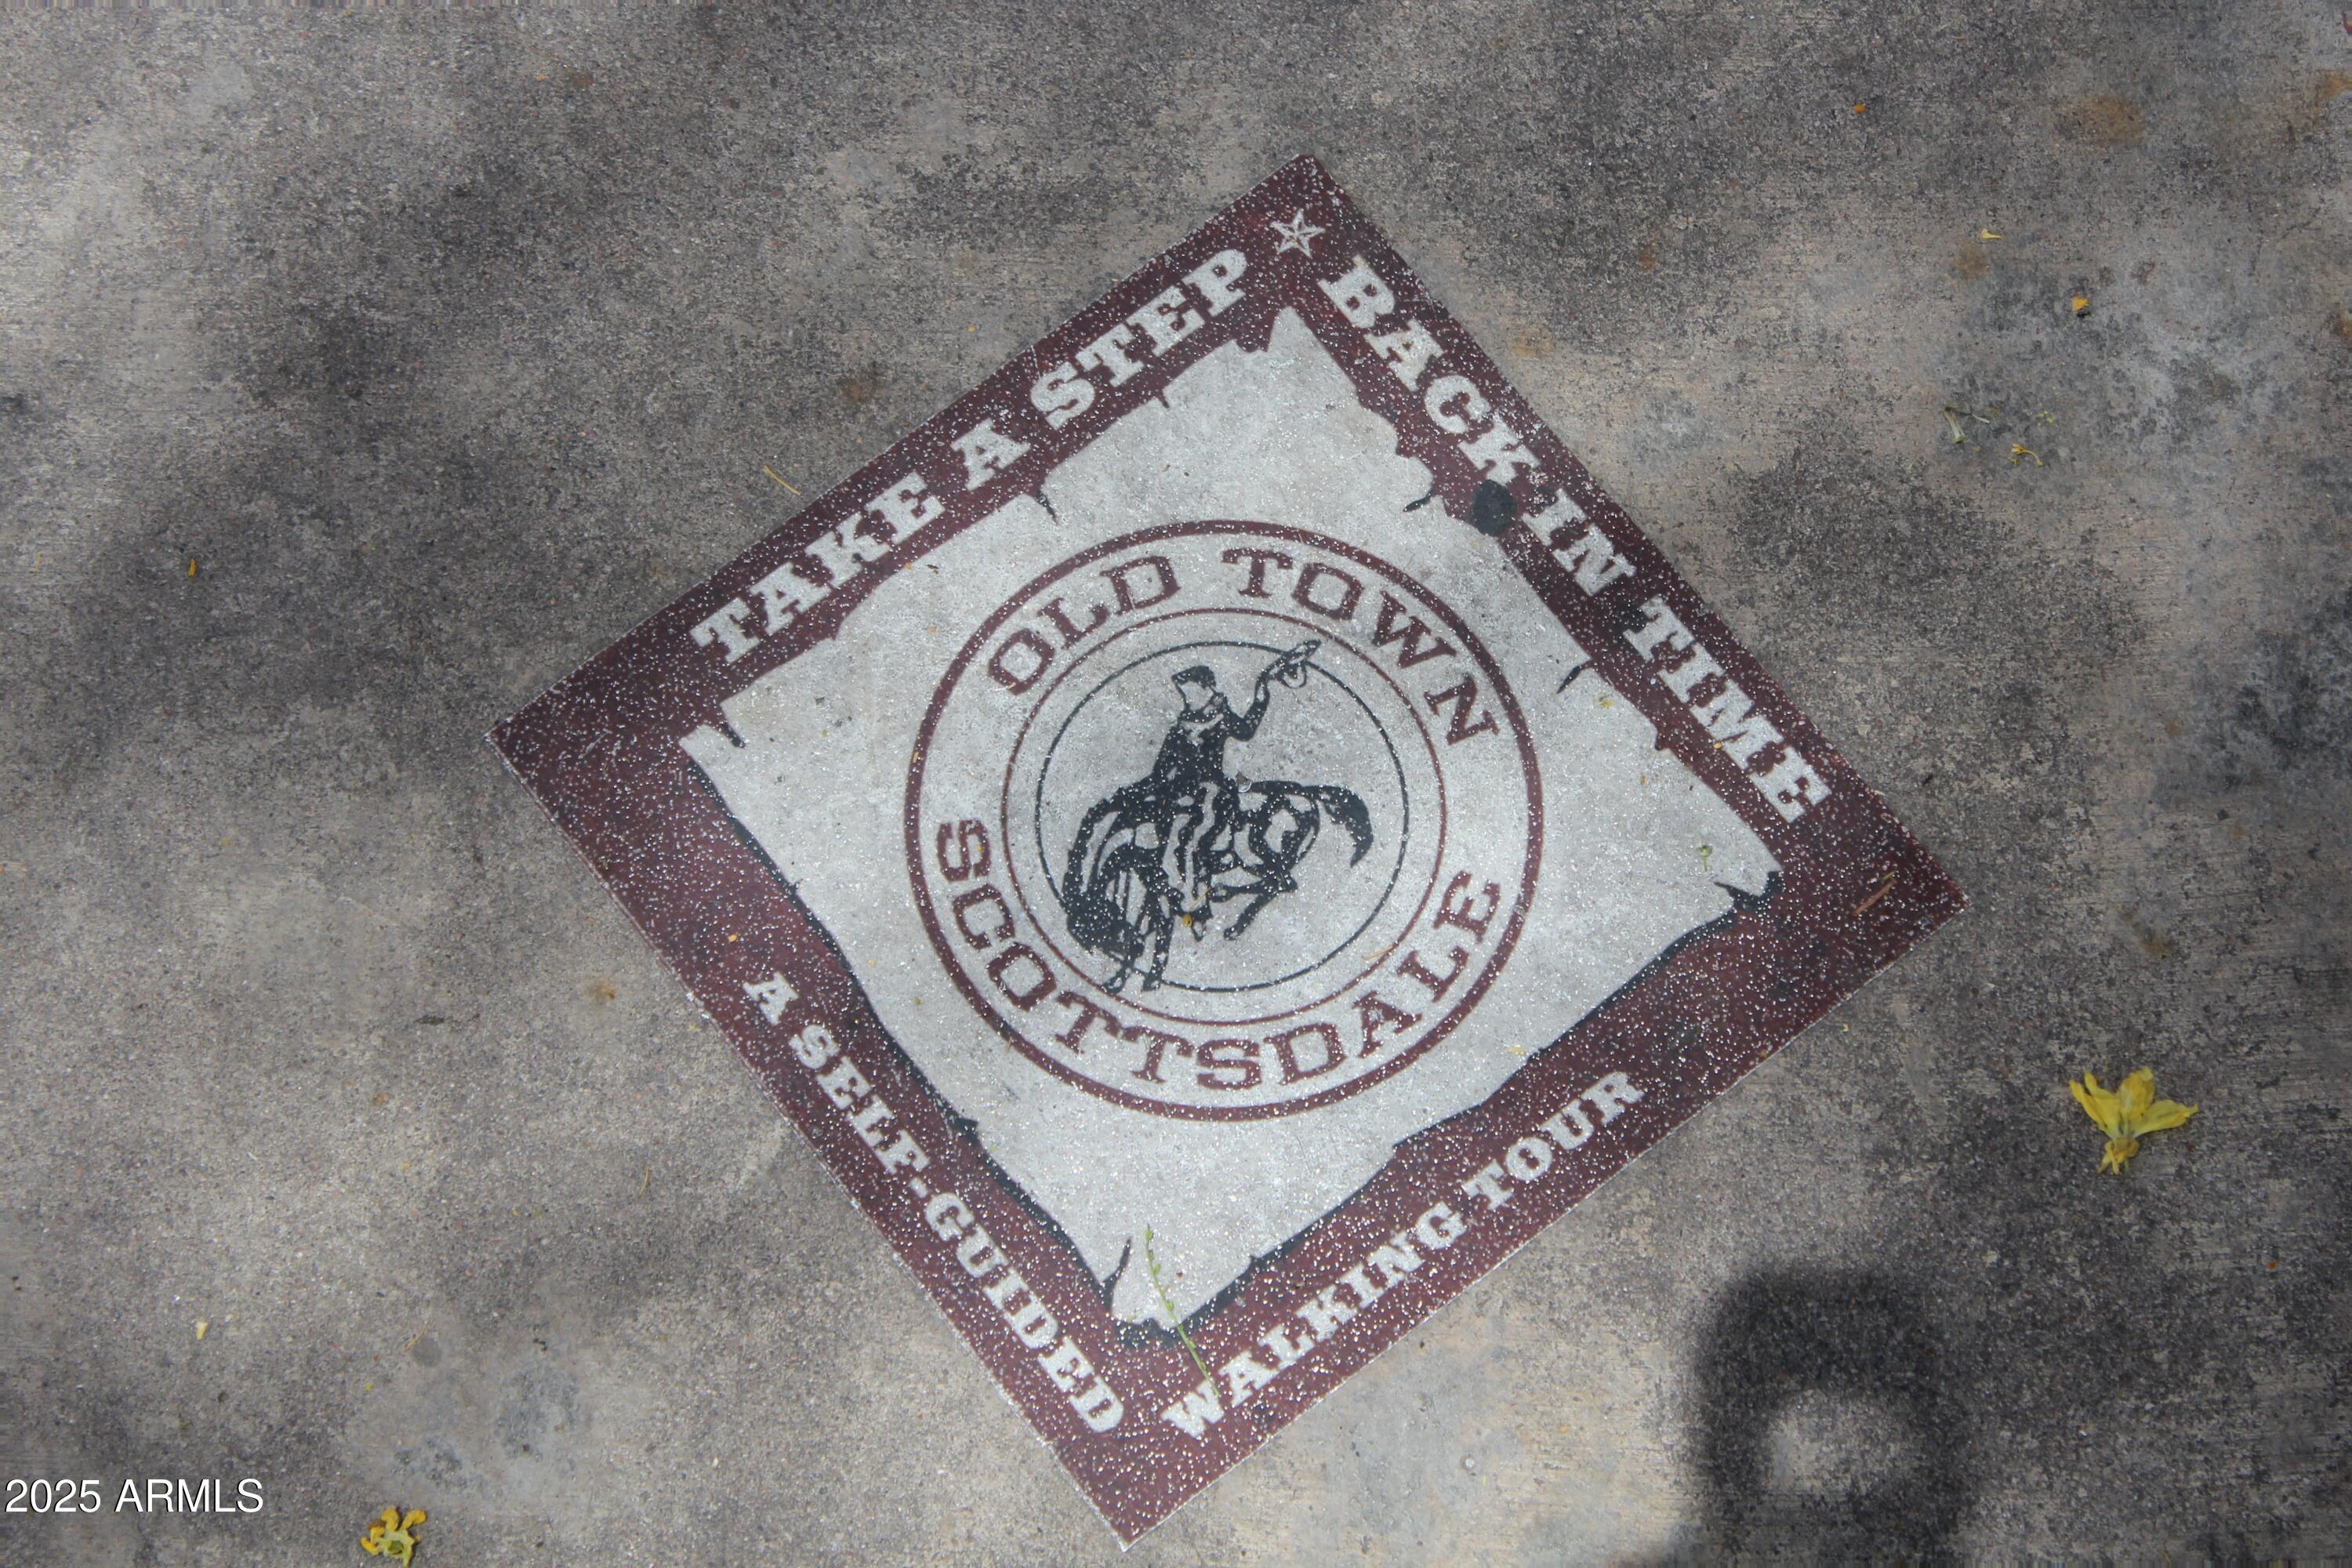 TAKE A STEP
BACK IN TIME
OLD TOWN
SCOTTSDALE
A SELF-GUIDED
WALKING TOUR
2025 ARMLS